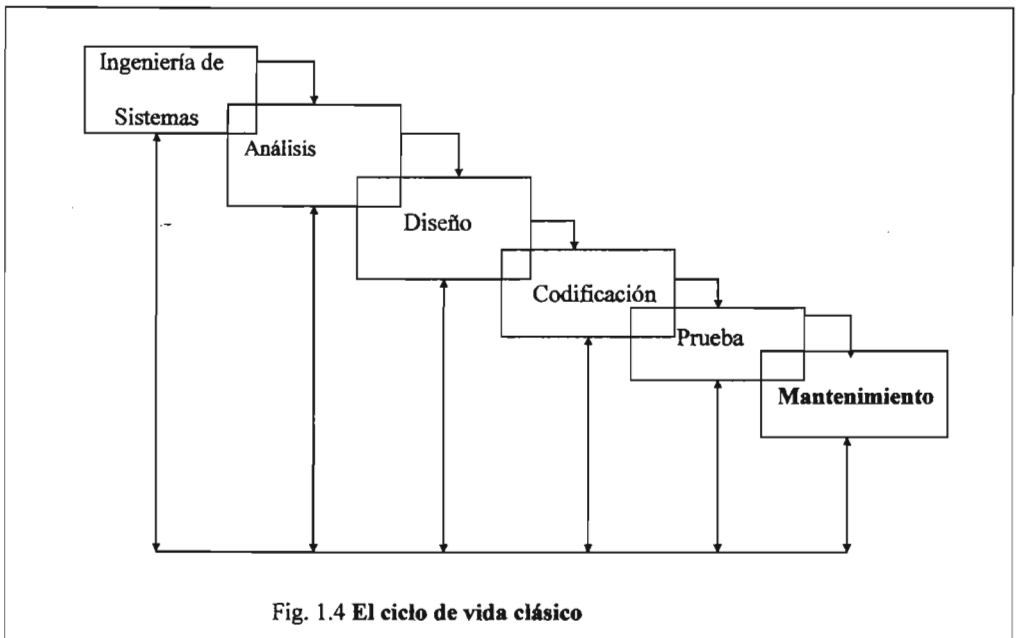 Ingeniería de
Sistemas
Análisis
Diseño
Codificación
Prueba
Mantenimiento
Fig. 1.4 El ciclo de vida clásico